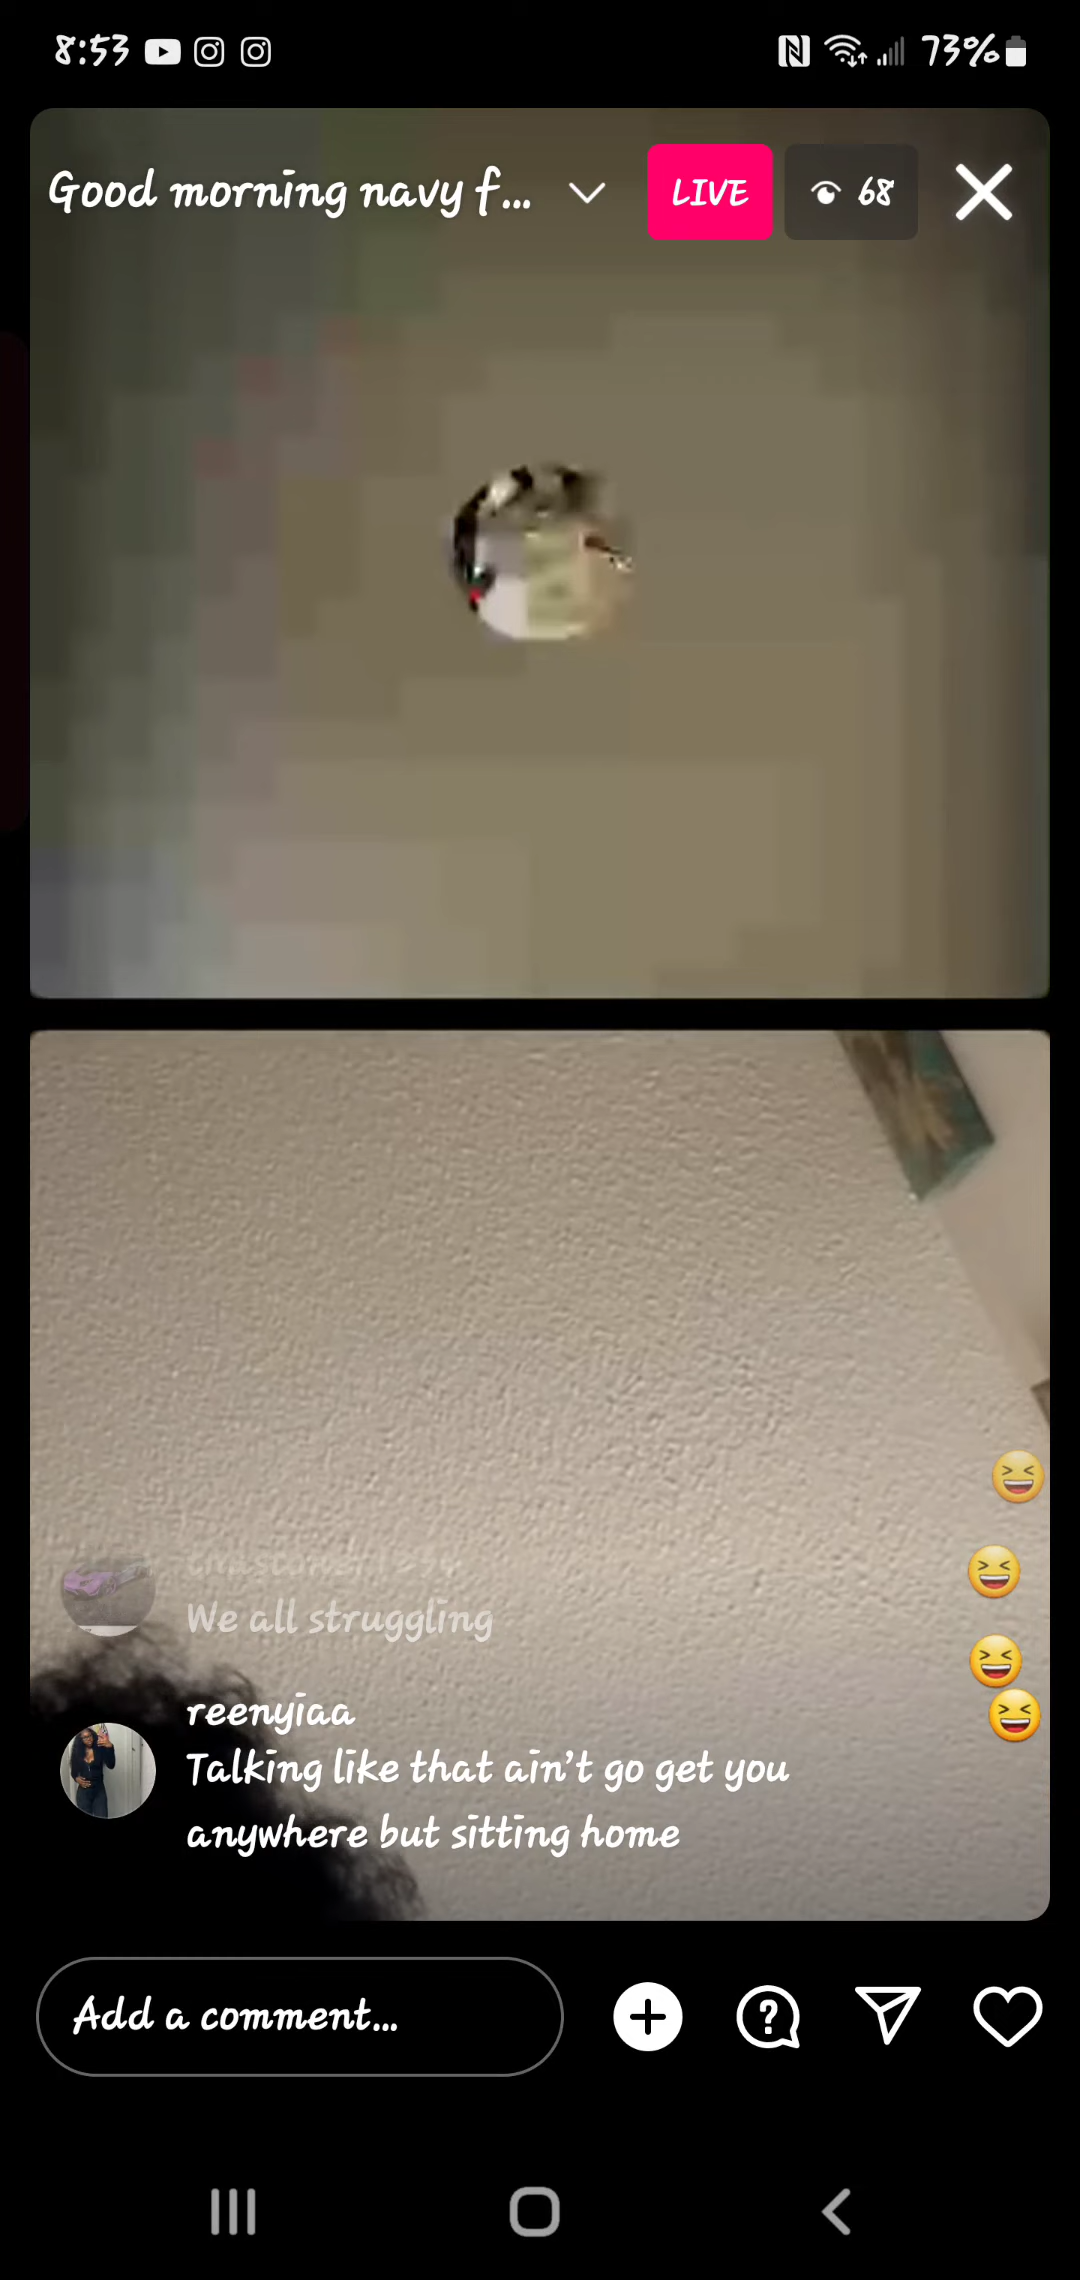 8:53 73%
Good morning navy f... LIVE 68
We all struggling
reenyiaa
Talking like that ain't go get you
anywhere but sitting home
Add a comment...